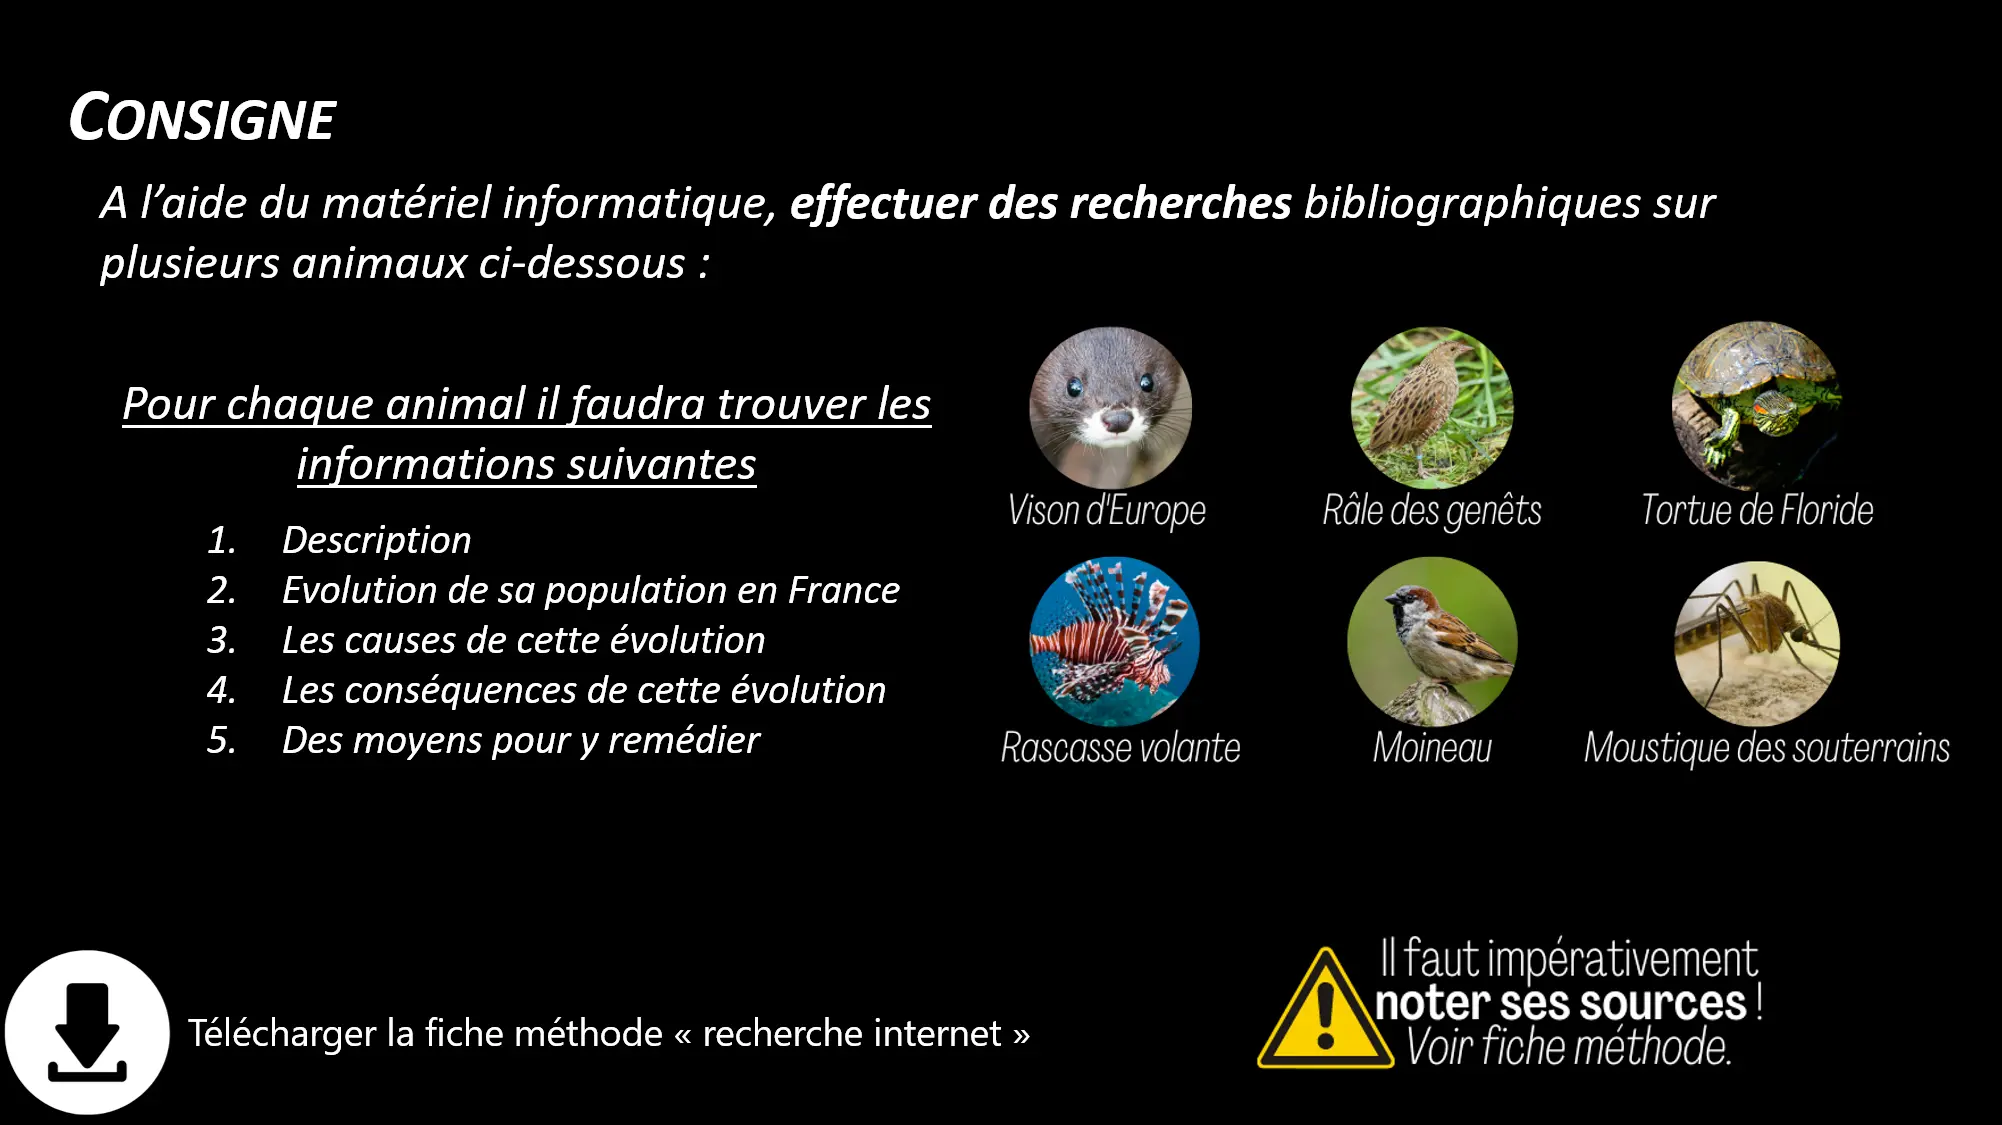 CONSIGNE
A l’aide du matériel informatique, effectuer des recherches bibliographiques sur
plusieurs animaux ci-dessous :
Pour chaque animal il faudra trouver les
informations suivantes
1. Description
2. Evolution de sa population en France
3. Les causes de cette évolution
4. Les conséquences de cette évolution
5. Des moyens pour y remédier
Vison d'Europe
Râle des genêts
Tortue de Floride
Rascasse volante
Moineau
Moustique des souterrains
Télécharger la fiche méthode « recherche internet »
Il faut impérativement
noter ses sources !
Voir fiche méthode.